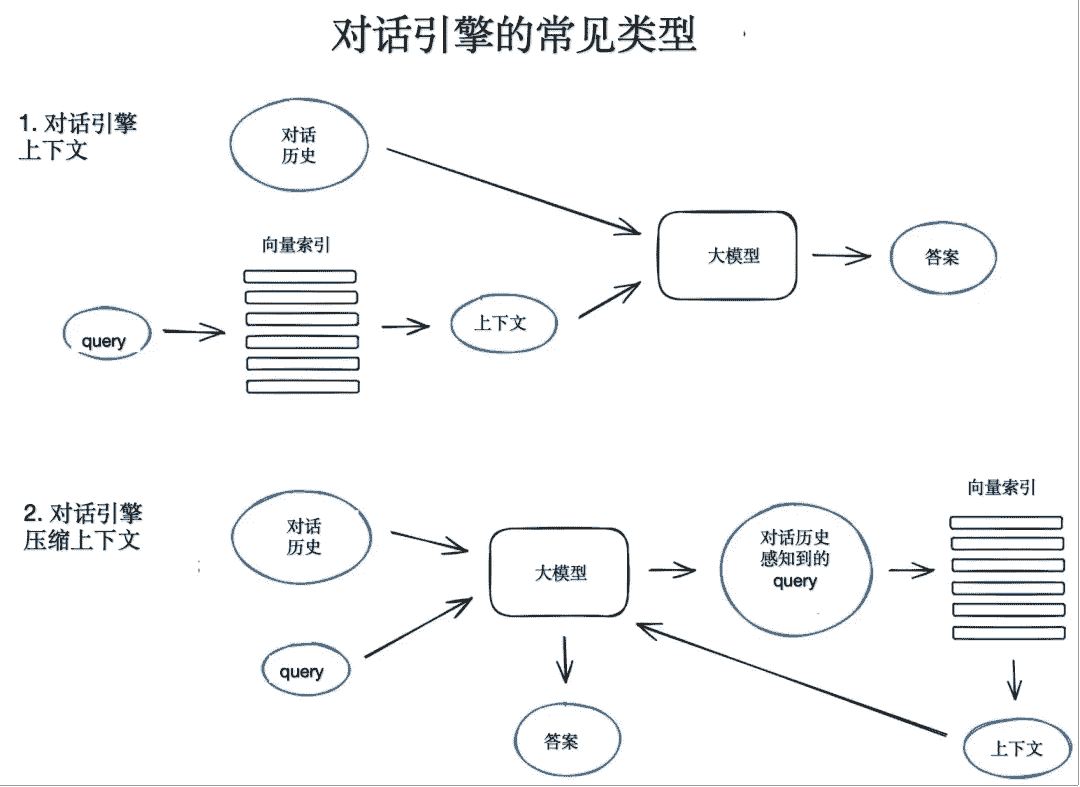 对话引擎的常见类型
1. 对话引擎
上下文
对话
历史
向量索引
query
上下文
大模型
答案
2. 对话引擎
压缩上下文
对话
历史
query
大模型
答案
对话历史
感知到的
query
向量索引
上下文